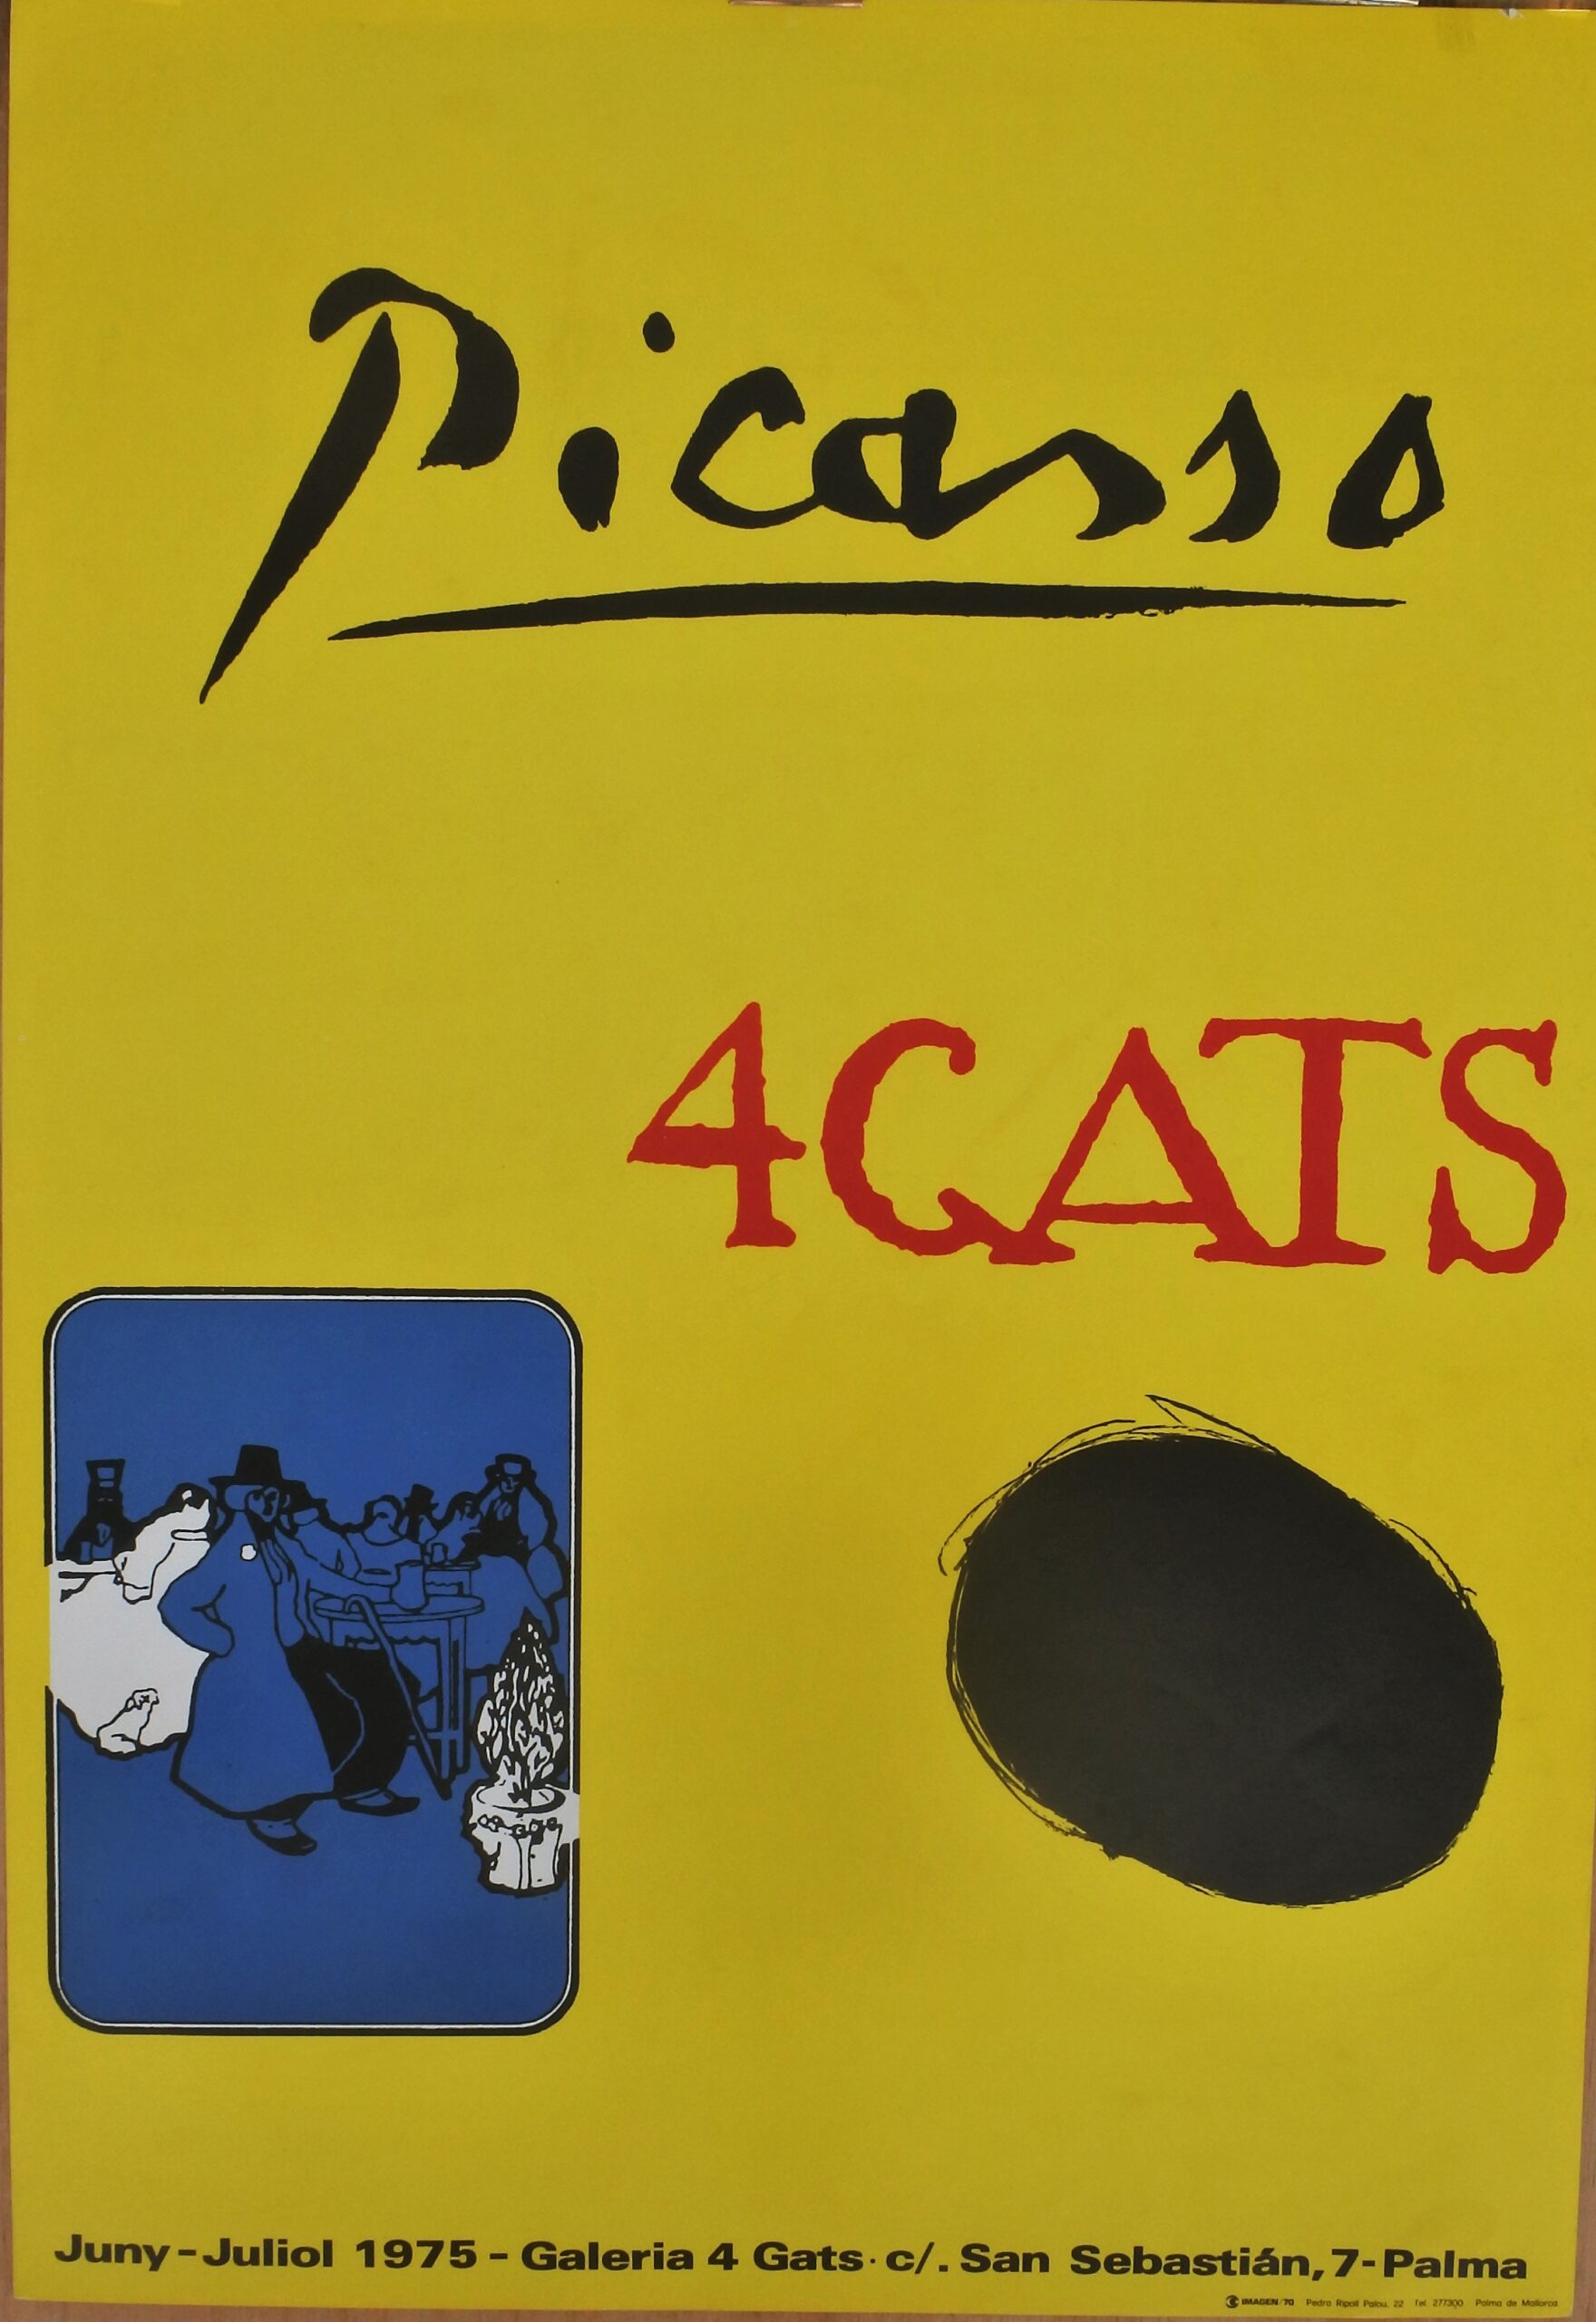 Picasso
4GATS
Juny-Juliol 1975 - Galeria 4 Gats · c/. San Sebastián, 7-Palma
IMAGEN/70 Pedro Ripoll Palou, 22 Tel. 277300 Palma de Mallorca